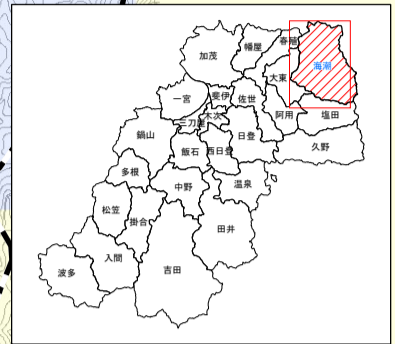 加茂
幡屋
春殖
海潮
大東
一宮
斐伊
佐世
木次
三刀屋
阿用
塩田
鍋山
日登
飯石
西日登
久野
多根
中野
温泉
松笠
掛合
田井
入間
吉田
波多